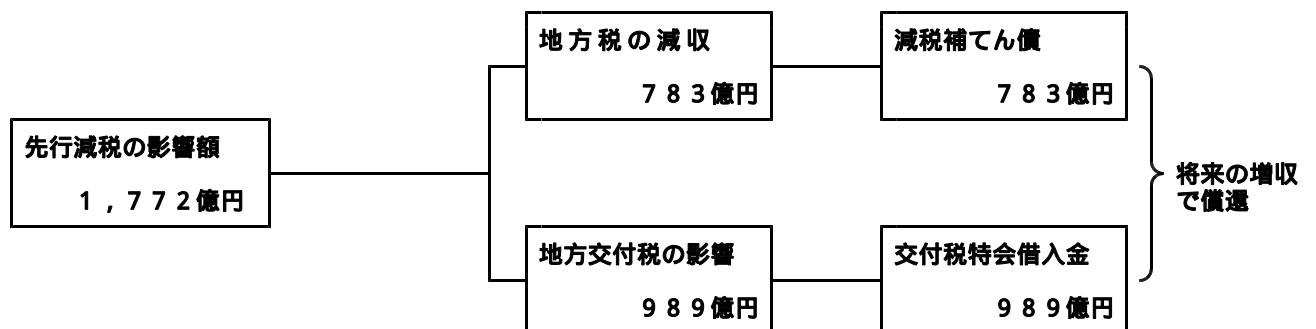 地方税の減収
７８３億円
減税補てん債
７８３億円
先行減税の影響額
１,７７２億円
将来の増収
で償還
地方交付税の影響
９８９億円
交付税特会借入金
９８９億円